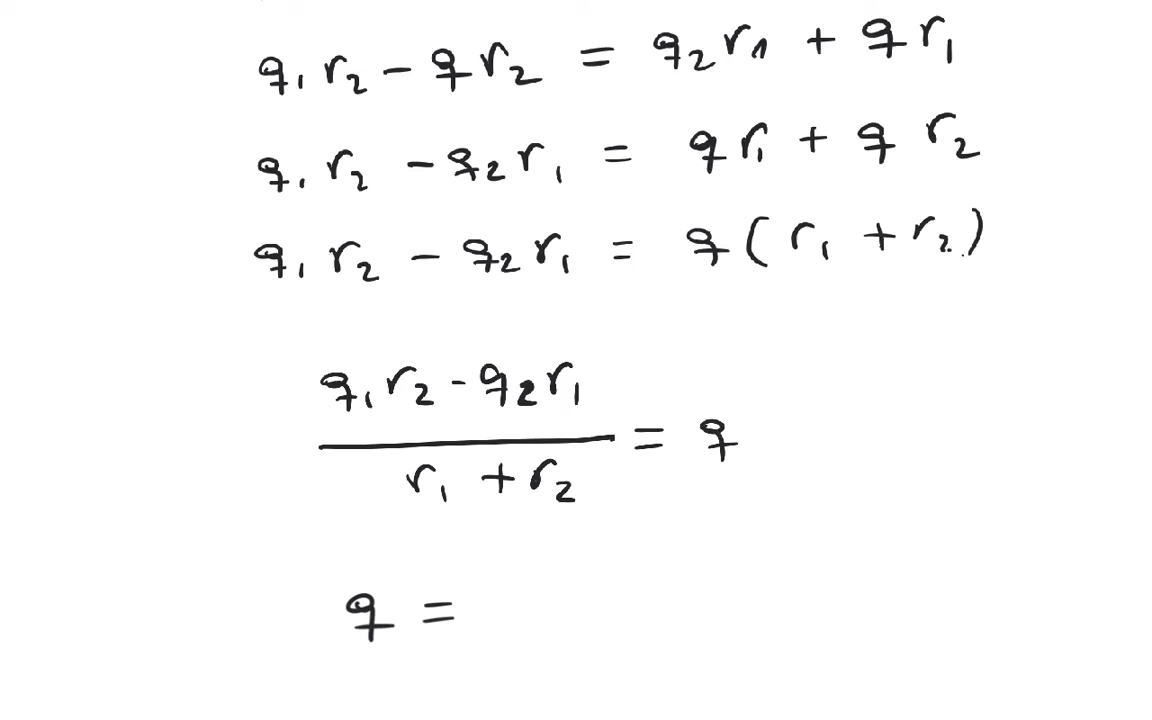 q₁r₂ − qr₂ = q₂r₁ + qr₁
q₁r₂ − q₂r₁ = qr₁ + qr₂
q₁r₂ − q₂r₁ = q(r₁ + r₂)
q₁r₂ - q₂r₁
r₁ + r₂
= q
q =